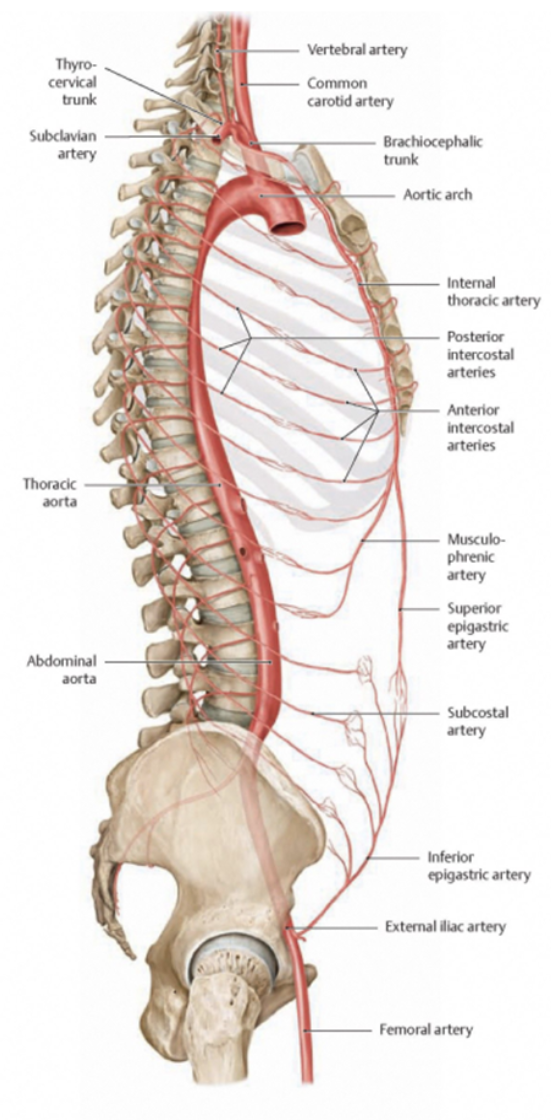 Vertebral artery
Thyro-
cervical
trunk
Common
carotid artery
Subclavian
artery
Brachiocephalic
trunk
Aortic arch
Internal
thoracic artery
Posterior
intercostal
arteries
Anterior
intercostal
arteries
Thoracic
aorta
Musculo-
phrenic
artery
Superior
epigastric
artery
Abdominal
aorta
Subcostal
artery
Inferior
epigastric artery
External iliac artery
Femoral artery